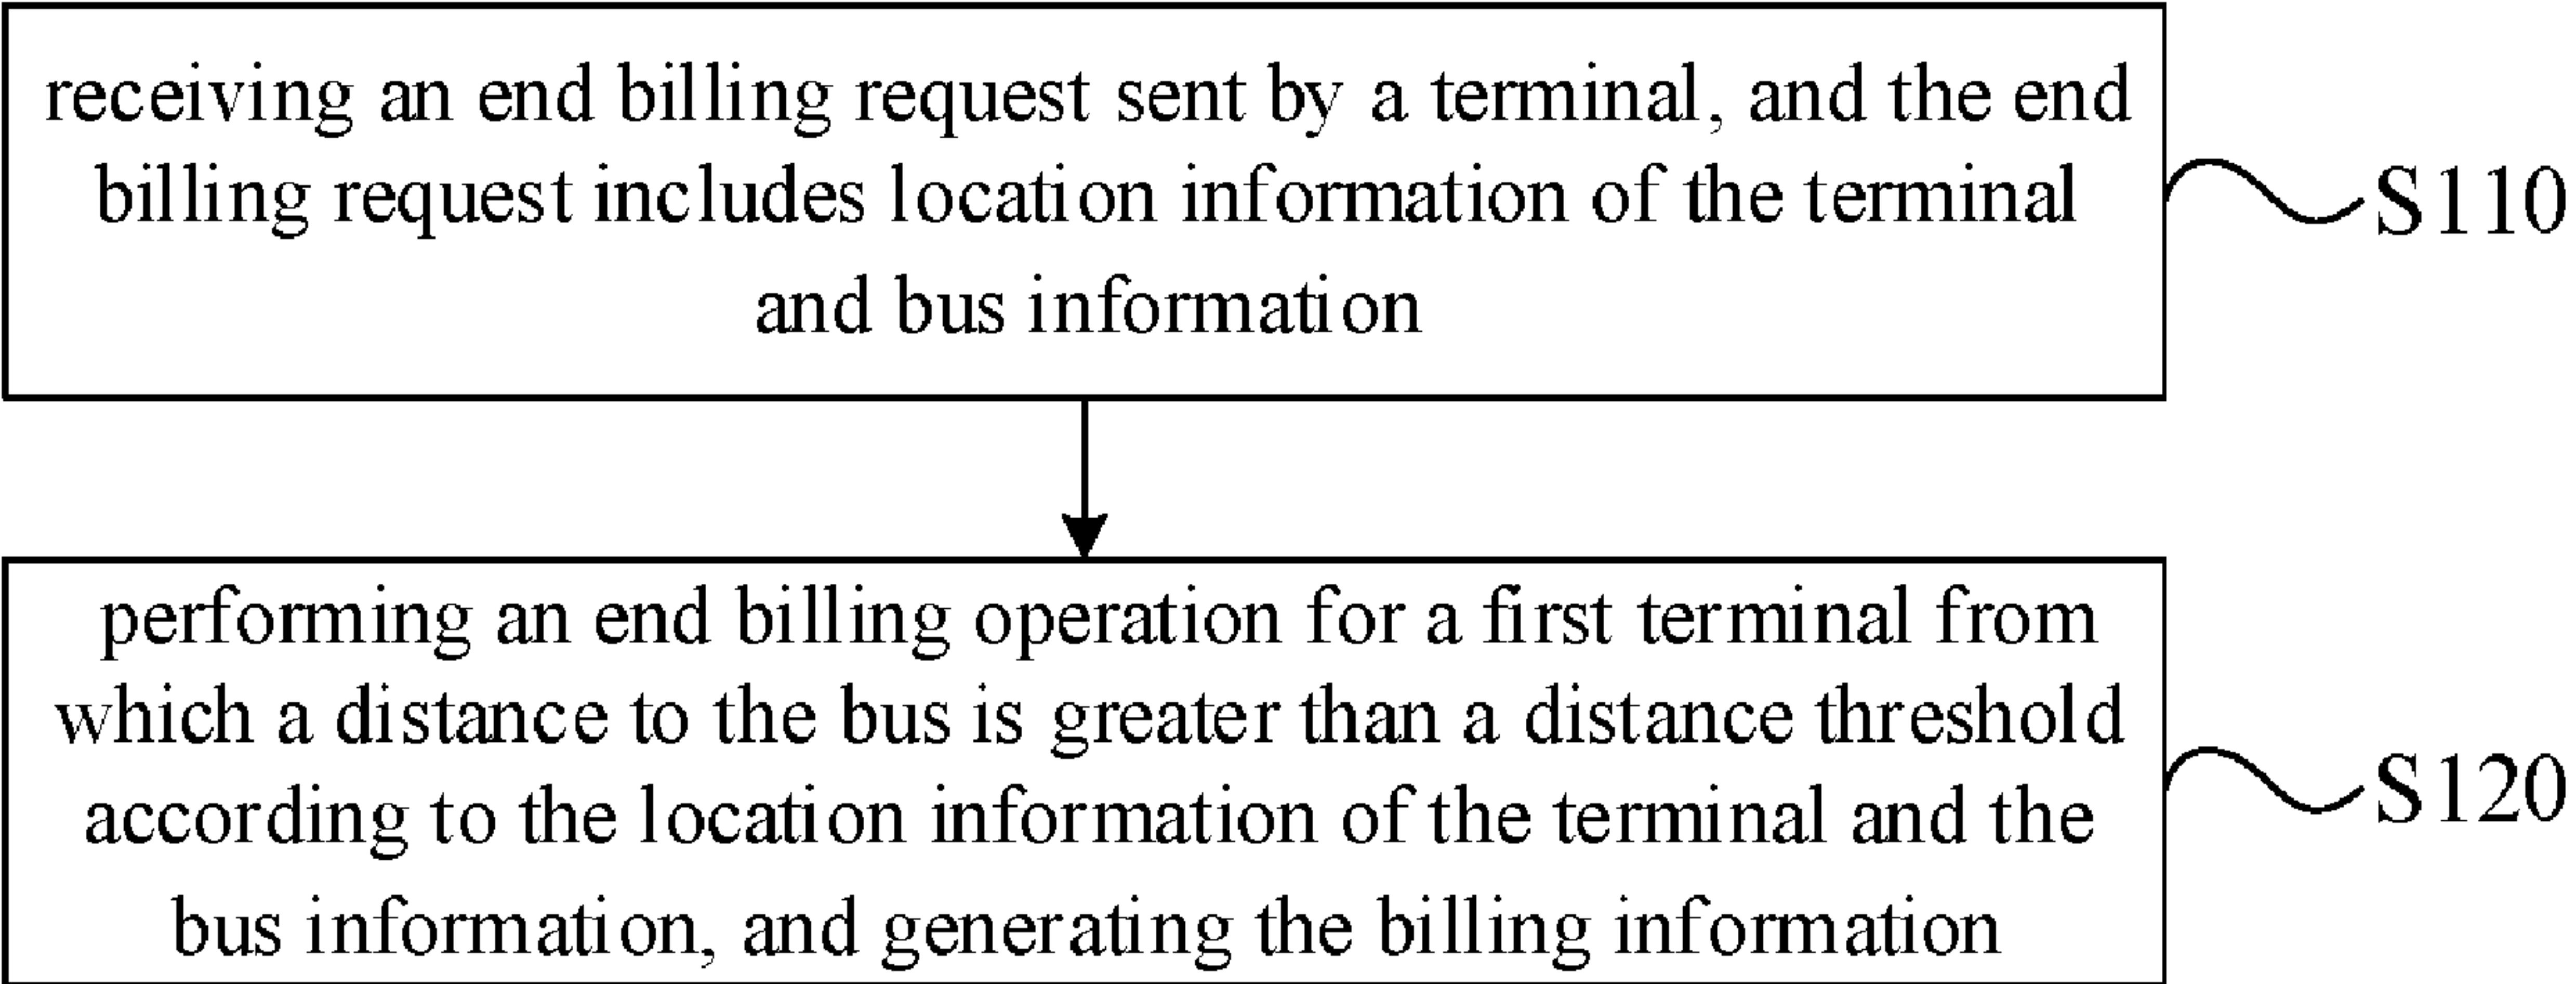 receiving an end billing request sent by a terminal, and the end
billing request includes location information of the terminal
and bus information
S110
performing an end billing operation for a first terminal from
which a distance to the bus is greater than a distance threshold
according to the location information of the terminal and the
bus information, and generating the billing information
S120